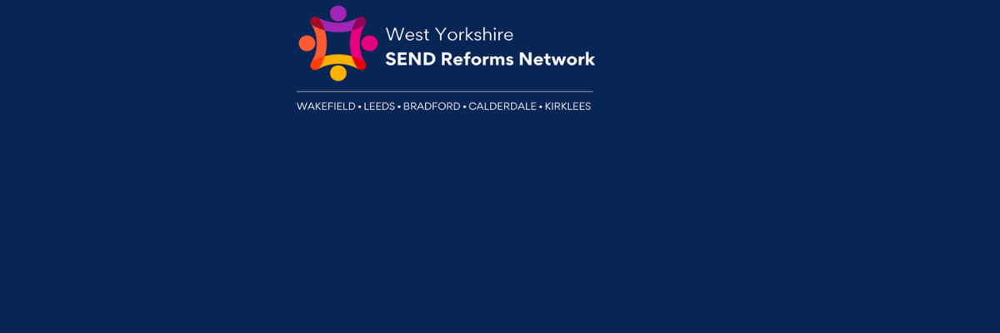 West Yorkshire
SEND Reforms Network
WAKEFIELD • LEEDS • BRADFORD • CALDERDALE • KIRKLEES